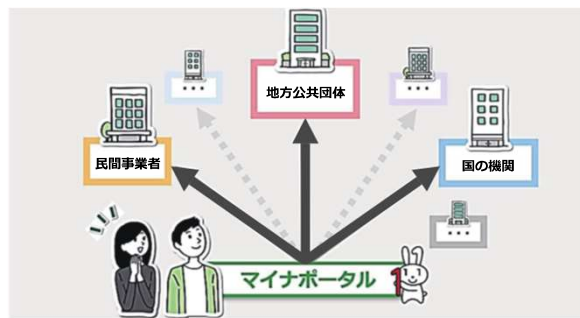 ・・・
地方公共団体
・・・
民間事業者
国の機関
・・・
マイナポータル